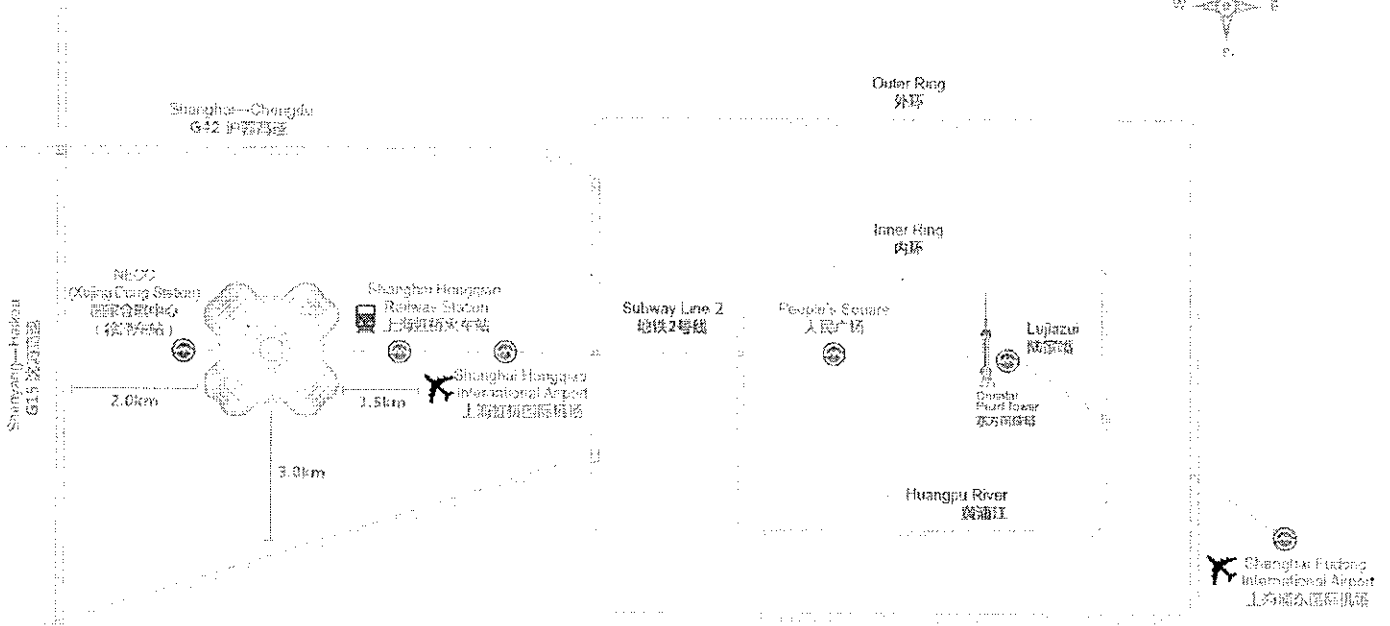 Outer Ring
外环
Shanghai—Chengdu
G42 沪蓉高速
Inner Ring
内环
NECC
(Xujing Dong Station)
国家会展中心
（徐泾东站）
Shanghai Hongqiao
Railway Station
上海虹桥火车站
Subway Line 2
地铁2号线
People's Square
人民广场
Lujiazui
陆家嘴
Shenyang—Haikou
G15 沈海高速
2.0km
1.5km
Shanghai Hongqiao
International Airport
上海虹桥国际机场
Oriental
Pearl Tower
东方明珠塔
3.0km
Huangpu River
黄浦江
Shanghai Pudong
International Airport
上海浦东国际机场